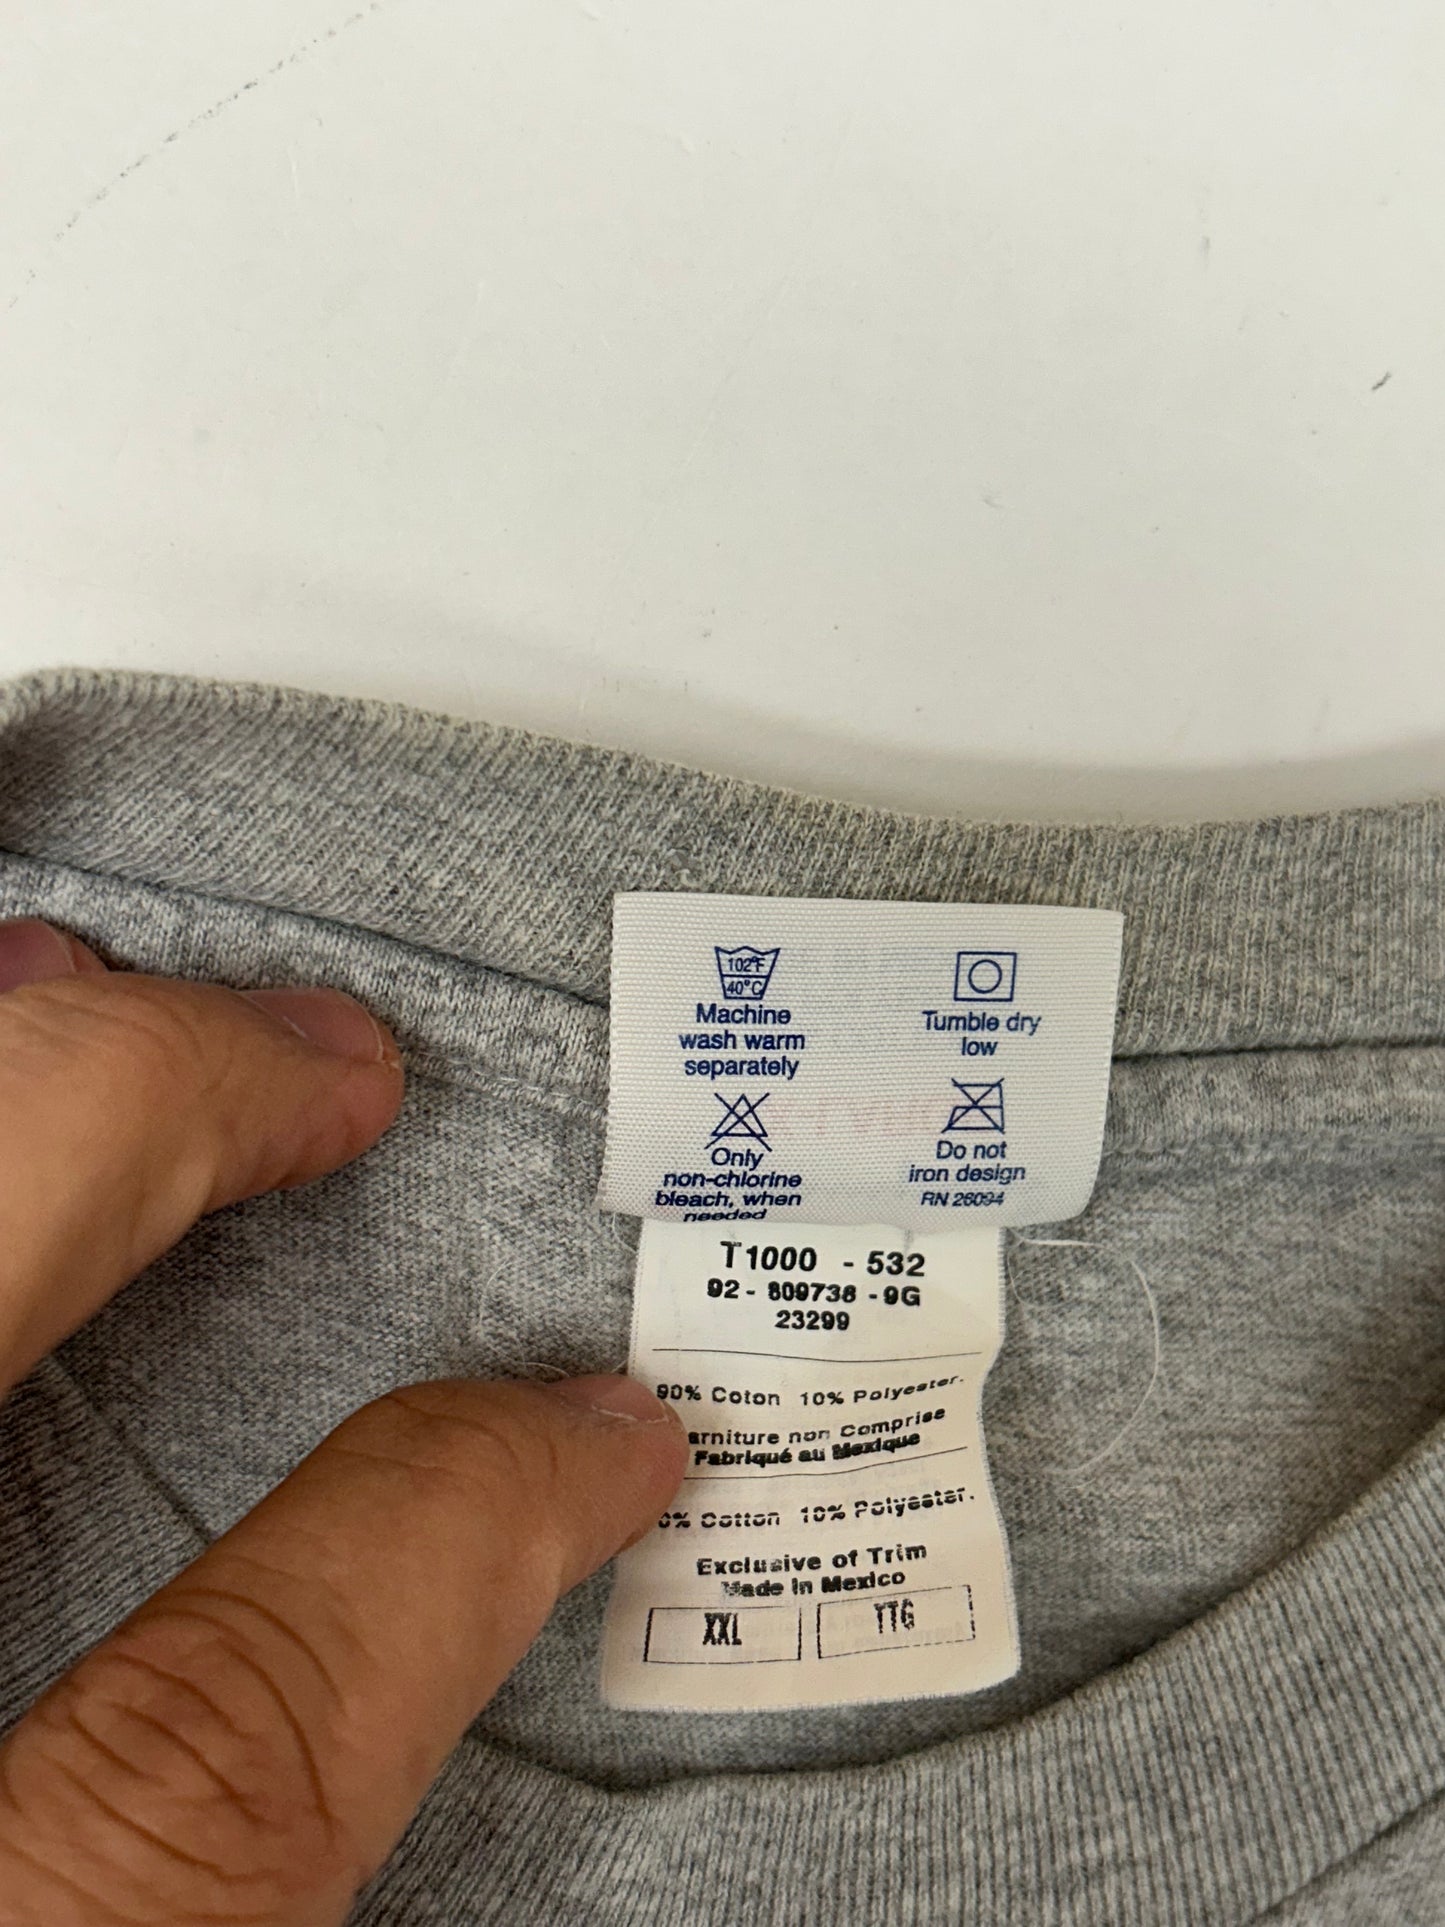 102°F
40°C
Machine
wash warm
separately
Only
non-chlorine
bleach, when
needed
Tumble dry
low
Do not
iron design
RN 26094
T1000 - 532
92- 809738 -9G
23299
90% Coton 10% Polyester.
arniture non Comprise
Fabriqué au Mexique
0% Cotton 10% Polyester.
Exclusive of Trim
Made In Mexico
XXL TTG